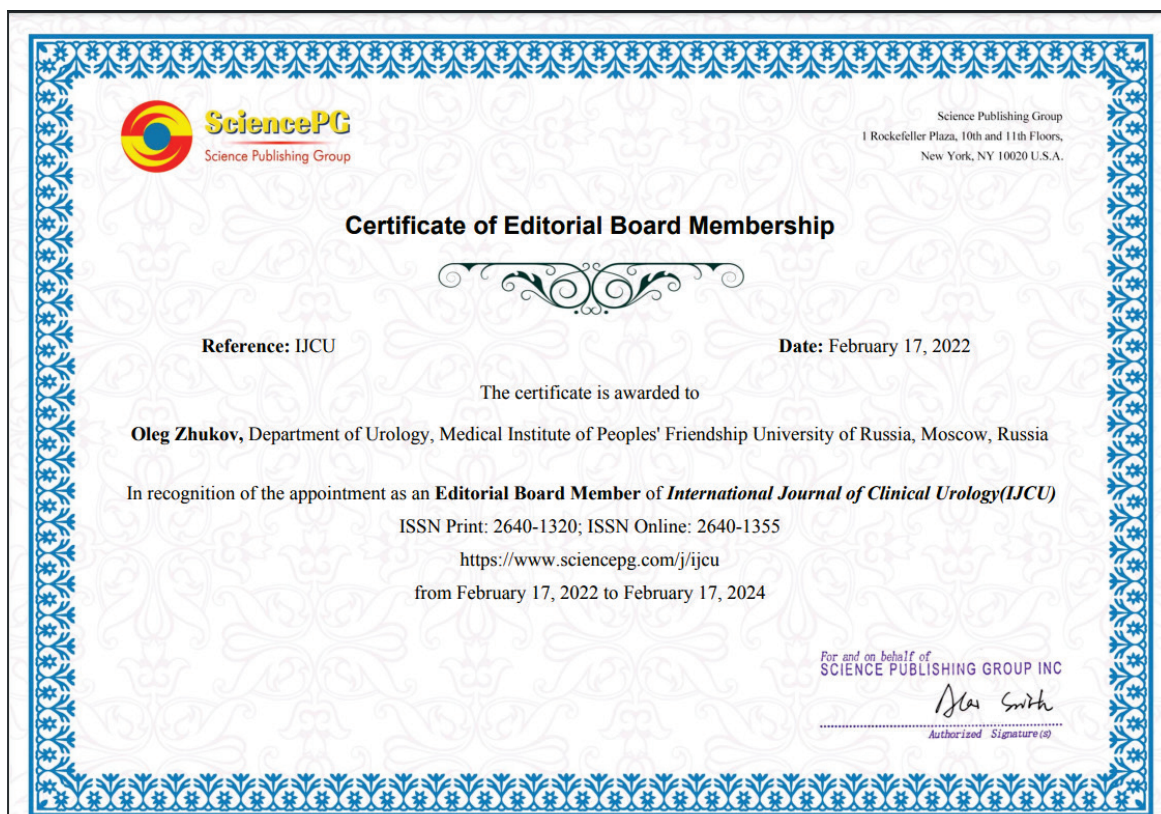 SciencePG
Science Publishing Group
Science Publishing Group
1 Rockefeller Plaza, 10th and 11th Floors,
New York, NY 10020 U.S.A.
Certificate of Editorial Board Membership
Reference: IJCU
Date: February 17, 2022
The certificate is awarded to
Oleg Zhukov, Department of Urology, Medical Institute of Peoples' Friendship University of Russia, Moscow, Russia
In recognition of the appointment as an Editorial Board Member of International Journal of Clinical Urology(IJCU)
ISSN Print: 2640-1320; ISSN Online: 2640-1355
https://www.sciencepg.com/j/ijcu
from February 17, 2022 to February 17, 2024
For and on behalf of
SCIENCE PUBLISHING GROUP INC
Alex Smith
Authorized Signature(s)